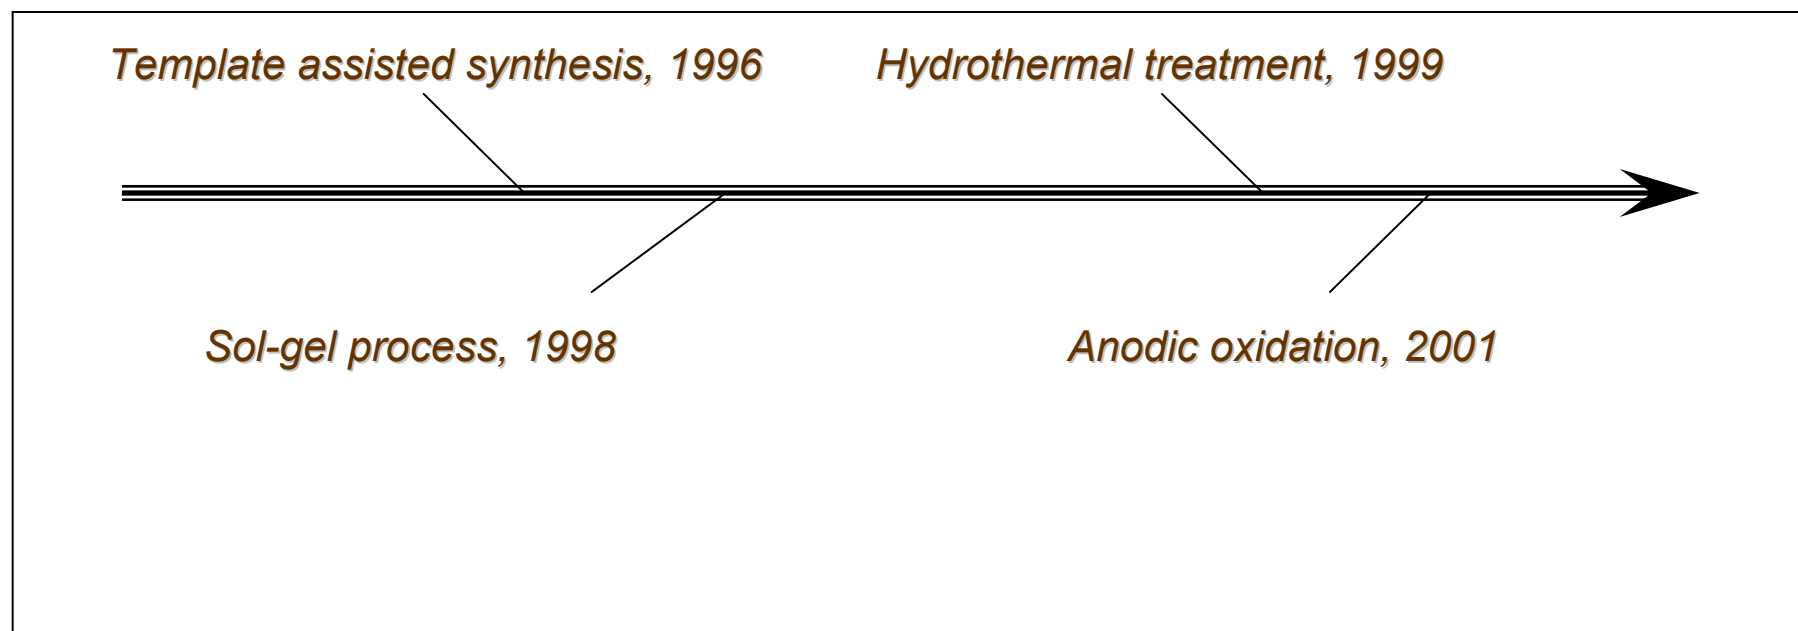 Template assisted synthesis, 1996
Hydrothermal treatment, 1999
Sol-gel process, 1998
Anodic oxidation, 2001